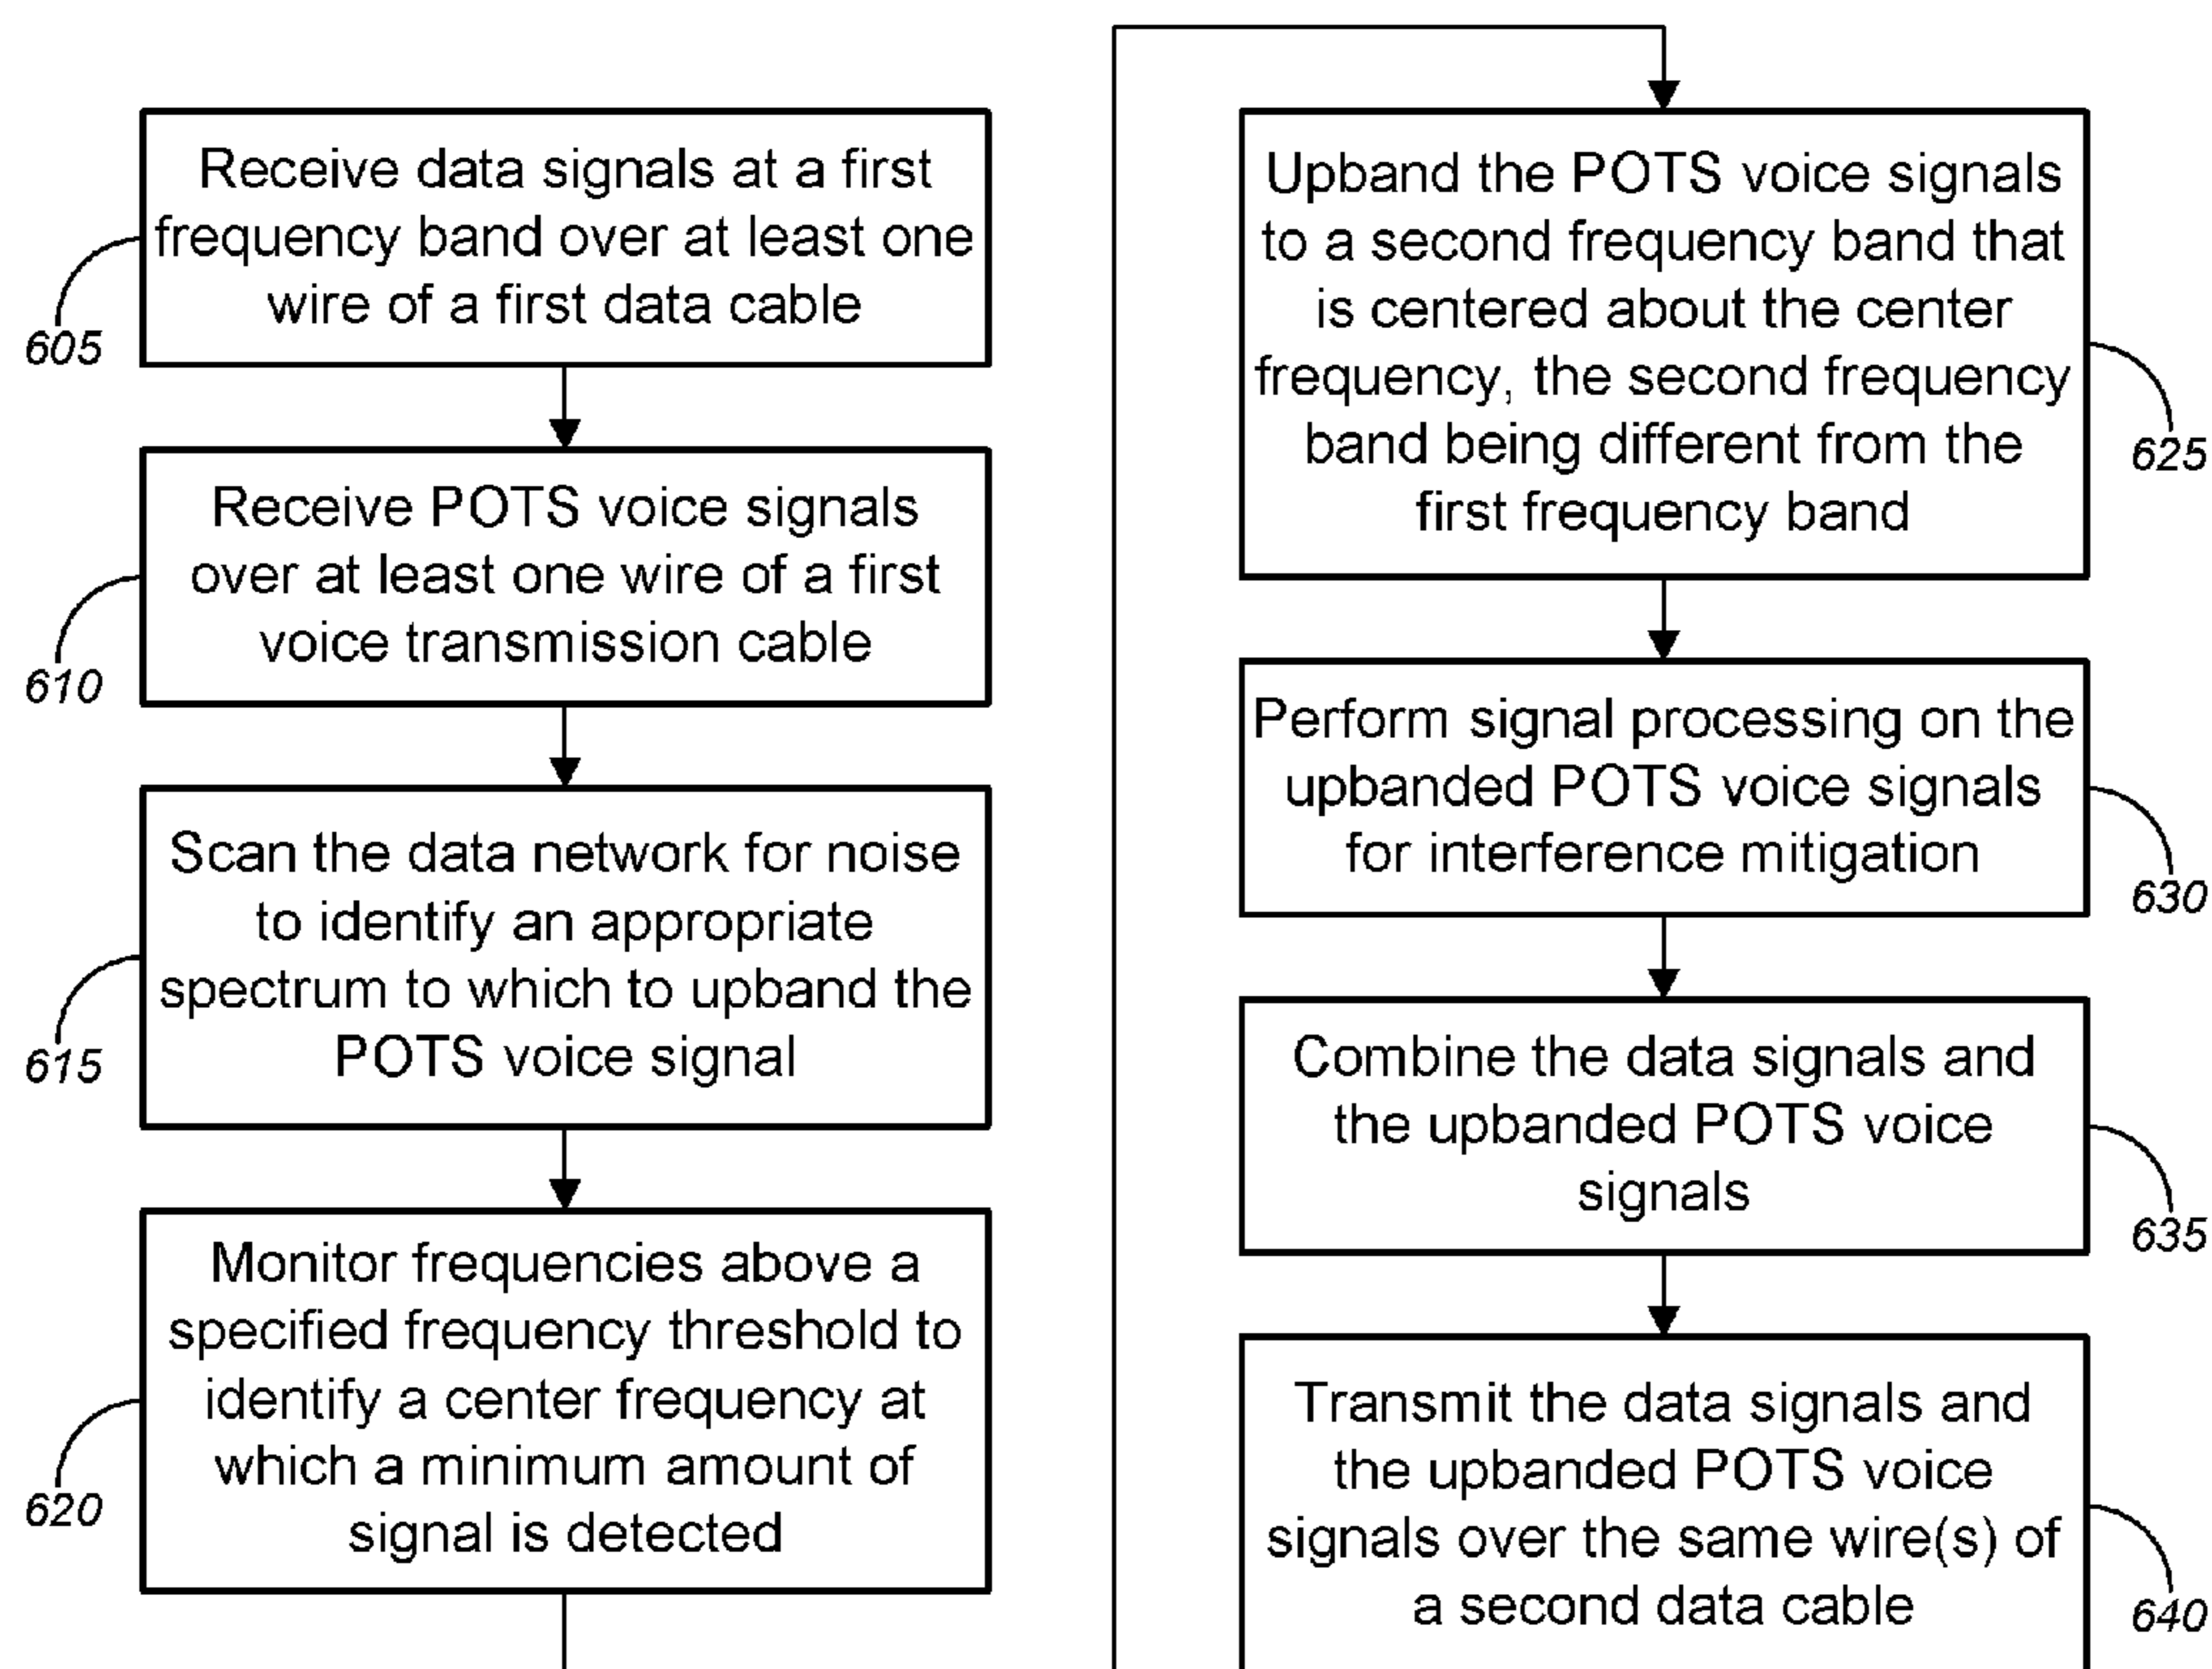 Receive data signals at a first
frequency band over at least one
wire of a first data cable
605
Receive POTS voice signals
over at least one wire of a first
voice transmission cable
610
Scan the data network for noise
to identify an appropriate
spectrum to which to upband the
POTS voice signal
615
Monitor frequencies above a
specified frequency threshold to
identify a center frequency at
which a minimum amount of
signal is detected
620
Upband the POTS voice signals
to a second frequency band that
is centered about the center
frequency, the second frequency
band being different from the
first frequency band
625
Perform signal processing on the
upbanded POTS voice signals
for interference mitigation
630
Combine the data signals and
the upbanded POTS voice
signals
635
Transmit the data signals and
the upbanded POTS voice
signals over the same wire(s) of
a second data cable
640